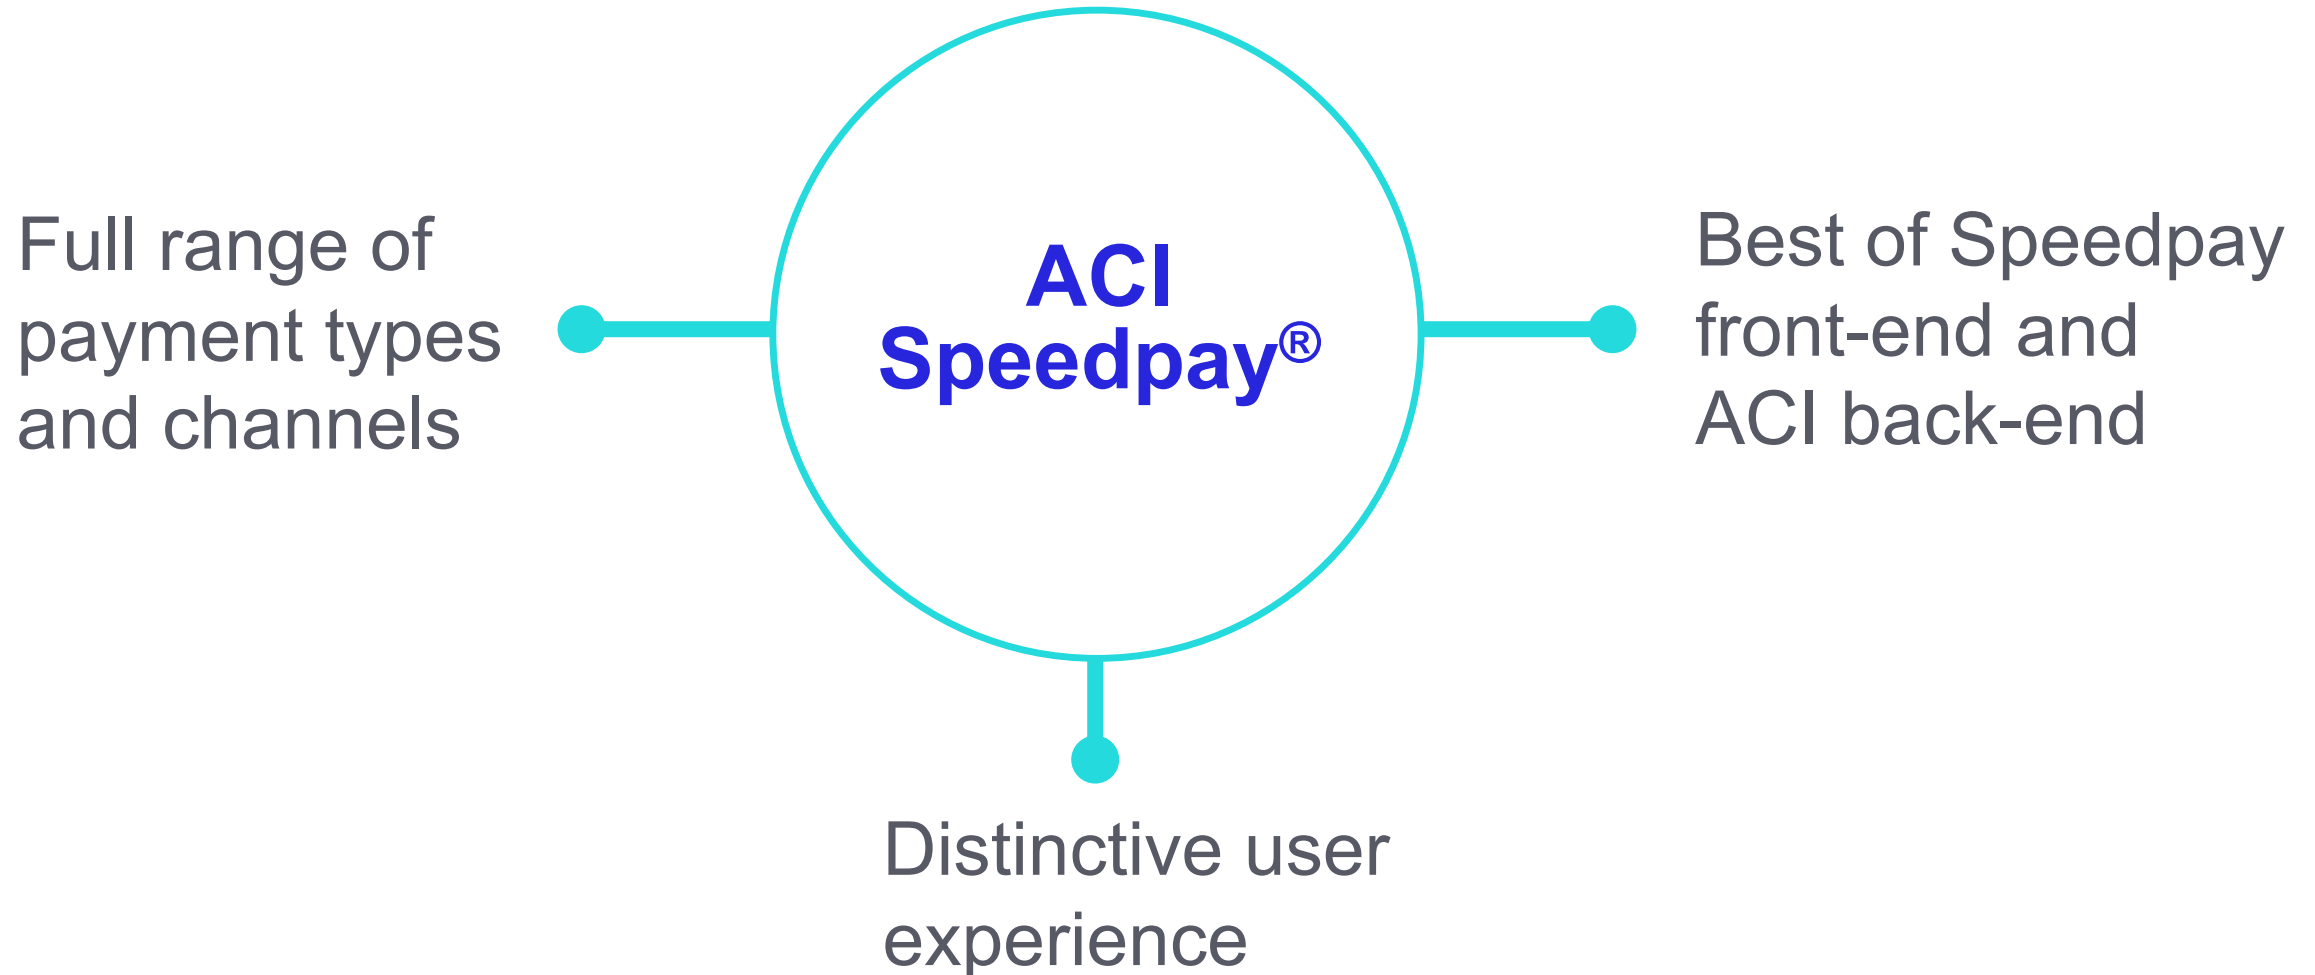 Full range of
payment types
and channels
ACI
Speedpay®
Best of Speedpay
front-end and
ACI back-end
Distinctive user
experience